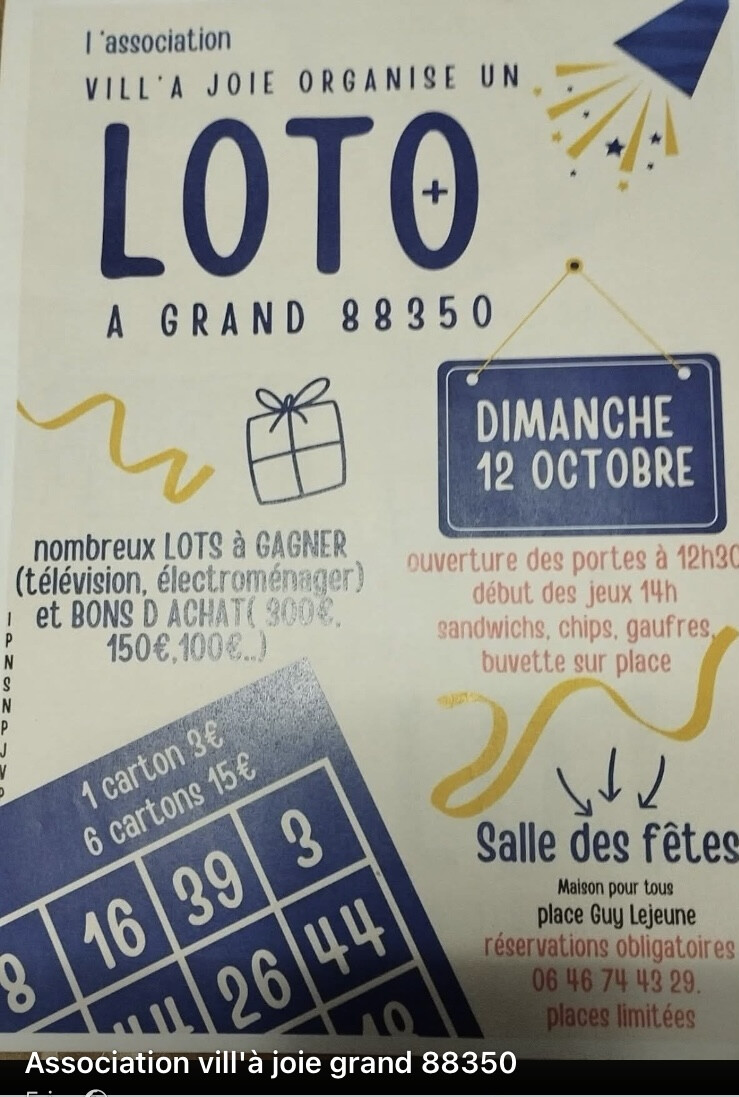 l'association
VILL'A JOIE ORGANISE UN
LOTO
+
A GRAND 88350
DIMANCHE
12 OCTOBRE
nombreux LOTS à GAGNER
(télévision, électroménager)
et BONS D ACHAT( 300€.
150€,100€..)
ouverture des portes à 12h30
début des jeux 14h
sandwichs, chips, gaufres,
buvette sur place
I
P
N
S
N
P
J
V
P
1 carton 3€
6 cartons 15€
3
16 39
8 26 44
44
Salle des fêtes
Maison pour tous
place Guy Lejeune
réservations obligatoires
06 46 74 43 29.
places limitées
Association vill'à joie grand 88350